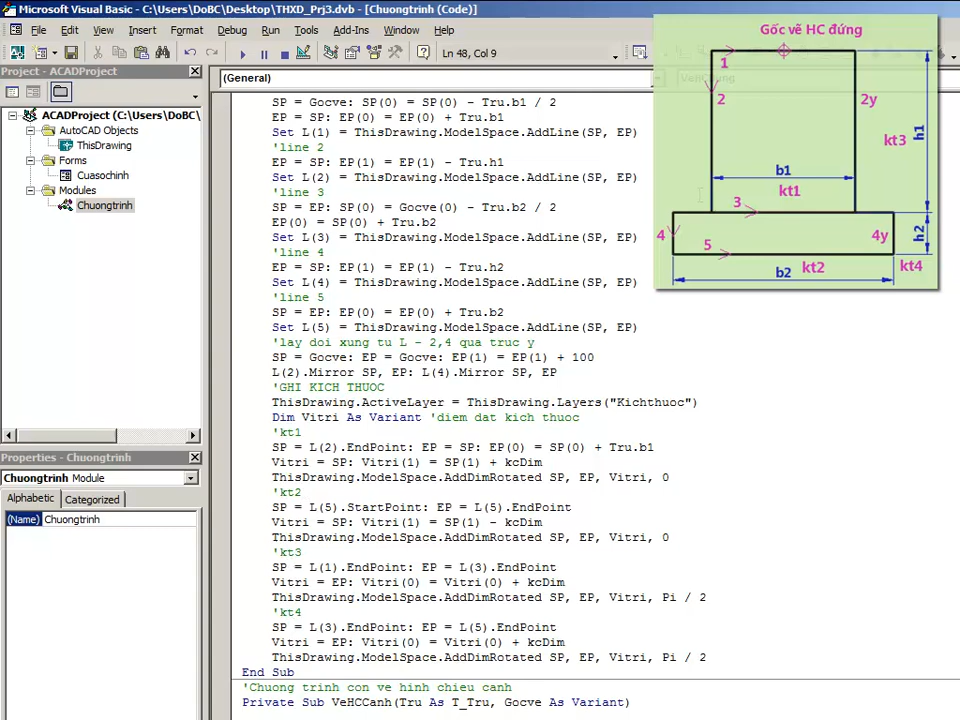 Microsoft Visual Basic - C:\Users\DoBC\Desktop\THXD_Prj3.dvb - [Chuongtrinh (Code)]
File Edit View Insert Format Debug Run Tools Add-Ins Window Help
Ln 48, Col 9
Project - ACADProject
ACADProject (C:\Users\DoBC\
AutoCAD Objects
ThisDrawing
Forms
Cuasochinh
Modules
Chuongtrinh
Properties - Chuongtrinh
Chuongtrinh Module
Alphabetic Categorized
(Name) Chuongtrinh
(General)
SP = Gocve: SP(0) = SP(0) - Tru.b1 / 2
EP = SP: EP(0) = EP(0) + Tru.b1
Set L(1) = ThisDrawing.ModelSpace.AddLine(SP, EP)
'line 2
EP = SP: EP(1) = EP(1) - Tru.h1
Set L(2) = ThisDrawing.ModelSpace.AddLine(SP, EP)
'line 3
SP = EP: SP(0) = Gocve(0) - Tru.b2 / 2
EP(0) = SP(0) + Tru.b2
Set L(3) = ThisDrawing.ModelSpace.AddLine(SP, EP)
'line 4
EP = SP: EP(1) = EP(1) - Tru.h2
Set L(4) = ThisDrawing.ModelSpace.AddLine(SP, EP)
'line 5
SP = EP: EP(0) = EP(0) + Tru.b2
Set L(5) = ThisDrawing.ModelSpace.AddLine(SP, EP)
'lay doi xung tu L - 2,4 qua truc y
SP = Gocve: EP = Gocve: EP(1) = EP(1) + 100
L(2).Mirror SP, EP: L(4).Mirror SP, EP
'GHI KICH THUOC
ThisDrawing.ActiveLayer = ThisDrawing.Layers("Kichthuoc")
Dim Vitri As Variant 'diem dat kich thuoc
'kt1
SP = L(2).EndPoint: EP = SP: EP(0) = SP(0) + Tru.b1
Vitri = SP: Vitri(1) = SP(1) + kcDim
ThisDrawing.ModelSpace.AddDimRotated SP, EP, Vitri, 0
'kt2
SP = L(5).StartPoint: EP = L(5).EndPoint
Vitri = SP: Vitri(1) = SP(1) - kcDim
ThisDrawing.ModelSpace.AddDimRotated SP, EP, Vitri, 0
'kt3
SP = L(1).EndPoint: EP = L(3).EndPoint
Vitri = EP: Vitri(0) = Vitri(0) + kcDim
ThisDrawing.ModelSpace.AddDimRotated SP, EP, Vitri, Pi / 2
'kt4
SP = L(3).EndPoint: EP = L(5).EndPoint
Vitri = EP: Vitri(0) = Vitri(0) + kcDim
ThisDrawing.ModelSpace.AddDimRotated SP, EP, Vitri, Pi / 2
End Sub
'Chuong trinh con ve hinh chieu canh
Private Sub VeHCCanh(Tru As T_Tru, Gocve As Variant)
Gốc vẽ HC đứng
1
2
2y
kt3
h1
b1
kt1
3
4
5
4y
h2
b2
kt2
kt4